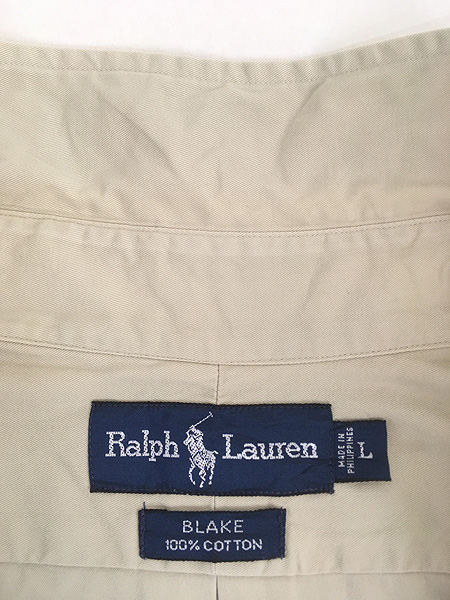 Ralph Lauren
MADE IN
PHILIPPINES
L
BLAKE
100% COTTON